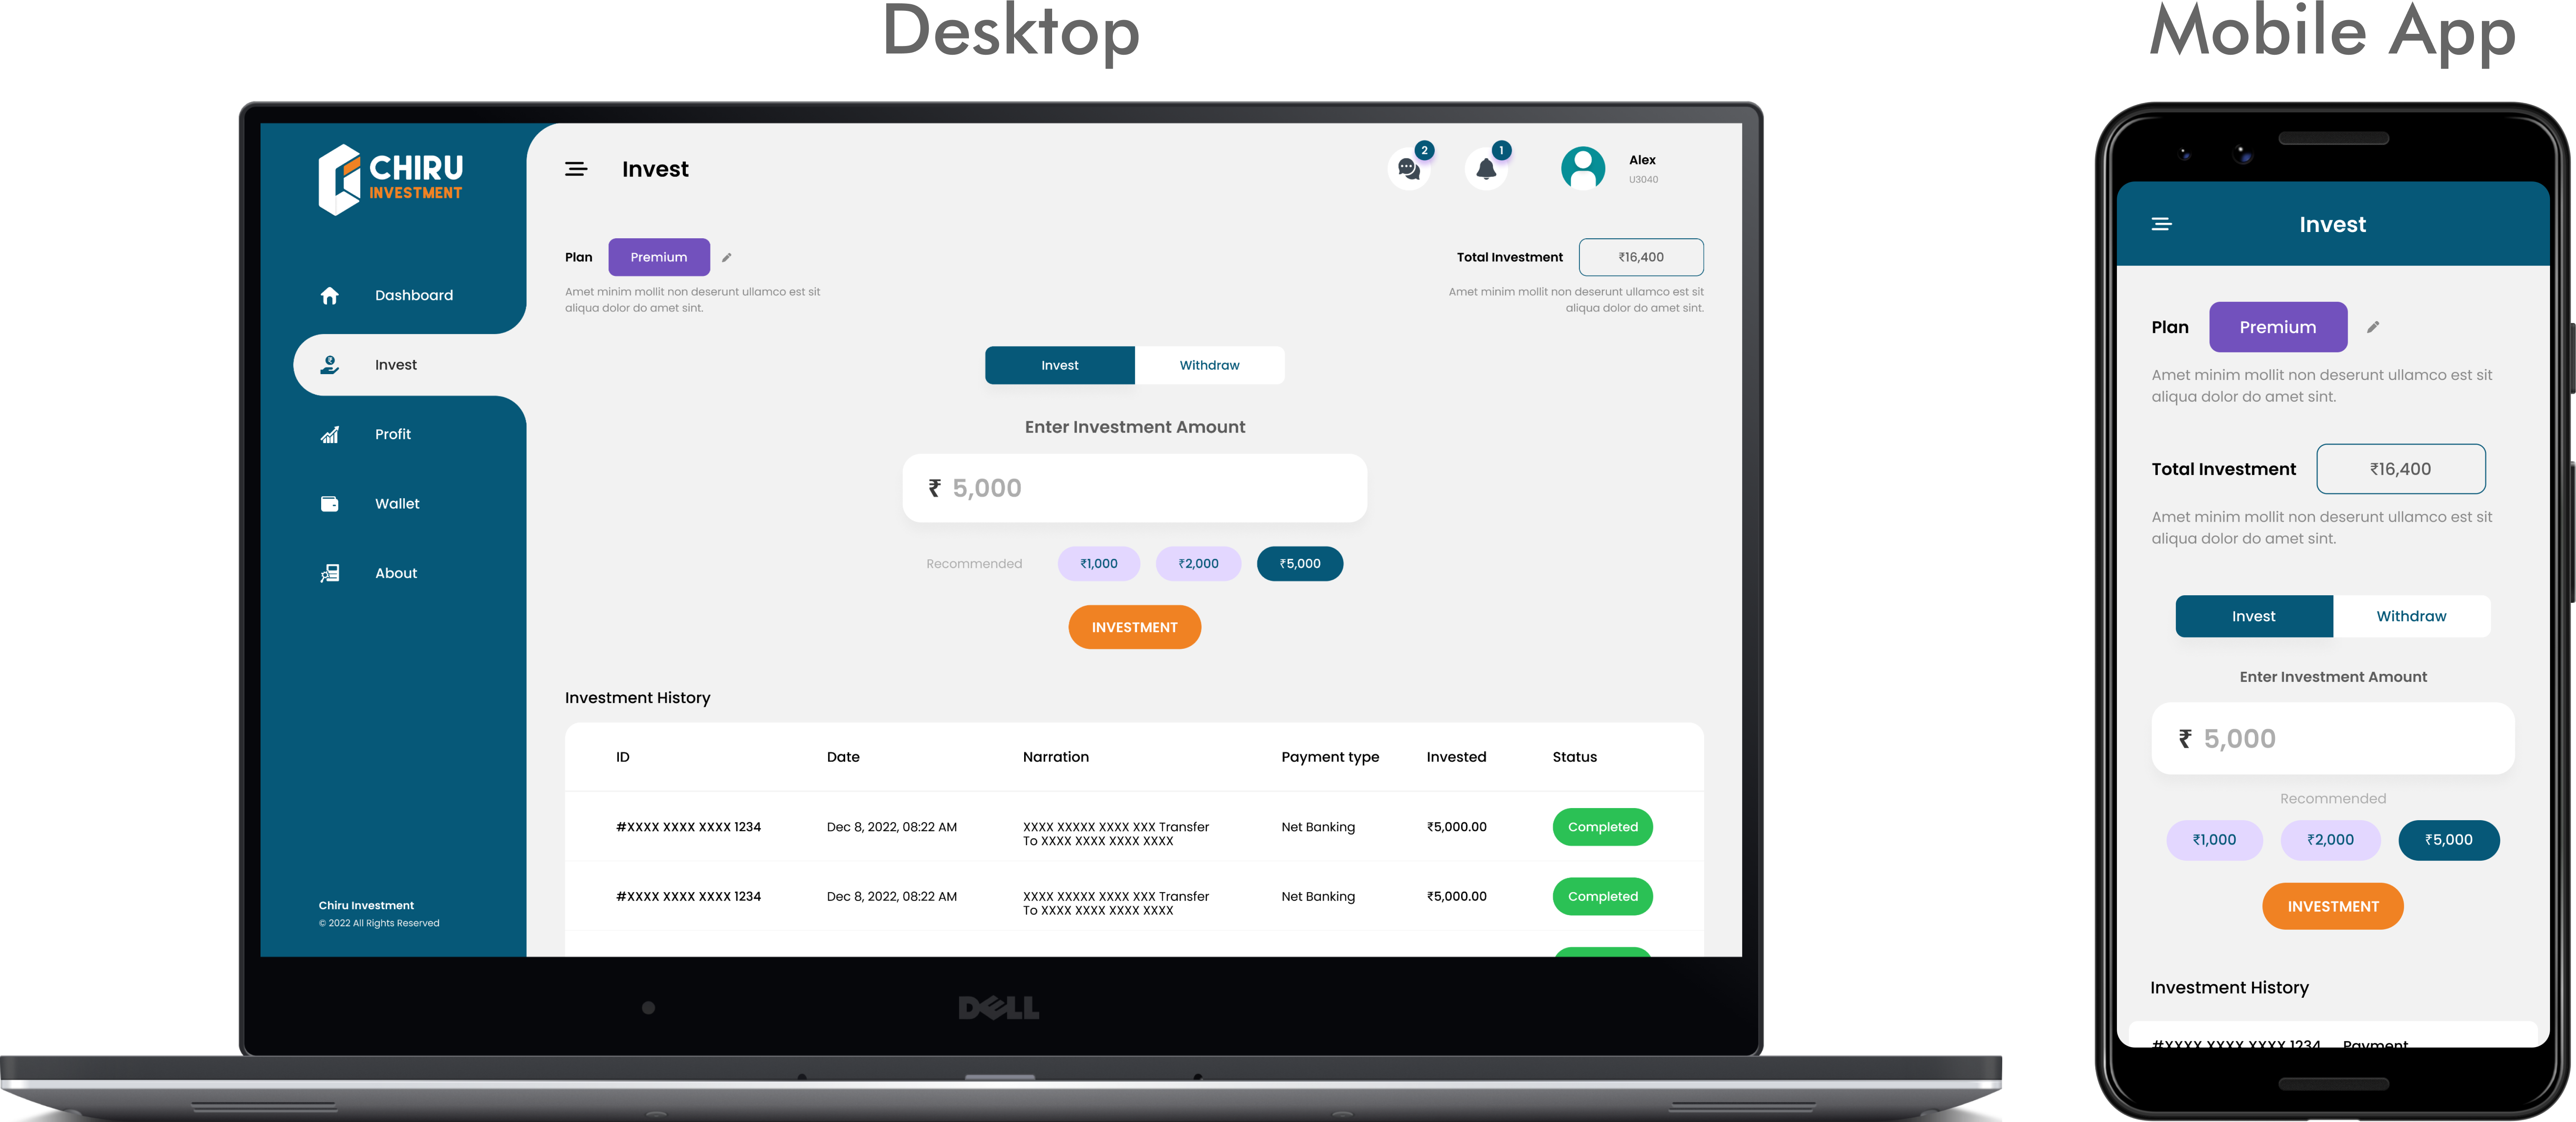 Desktop
Mobile App
CHIRU
INVESTMENT
Dashboard
Invest
Profit
Wallet
About
Chiru Investment
© 2022 All Rights Reserved
Invest
2
1
Alex
U3040
Plan
Premium
Amet minim mollit non deserunt ullamco est sit
aliqua dolor do amet sint.
Total Investment
₹16,400
Amet minim mollit non deserunt ullamco est sit
aliqua dolor do amet sint.
Invest
Withdraw
Enter Investment Amount
₹ 5,000
Recommended
₹1,000
₹2,000
₹5,000
INVESTMENT
Investment History
ID
Date
Narration
Payment type
Invested
Status
#XXXX XXXX XXXX 1234
Dec 8, 2022, 08:22 AM
XXXX XXXXX XXXX XXX Transfer
To XXXX XXXX XXXX XXXX
Net Banking
₹5,000.00
Completed
#XXXX XXXX XXXX 1234
Dec 8, 2022, 08:22 AM
XXXX XXXXX XXXX XXX Transfer
To XXXX XXXX XXXX XXXX
Net Banking
₹5,000.00
Completed
DELL
Invest
Plan
Premium
Amet minim mollit non deserunt ullamco est sit
aliqua dolor do amet sint.
Total Investment
₹16,400
Amet minim mollit non deserunt ullamco est sit
aliqua dolor do amet sint.
Invest
Withdraw
Enter Investment Amount
₹ 5,000
Recommended
₹1,000
₹2,000
₹5,000
INVESTMENT
Investment History
#XXXX XXXX XXXX 1234
Payment